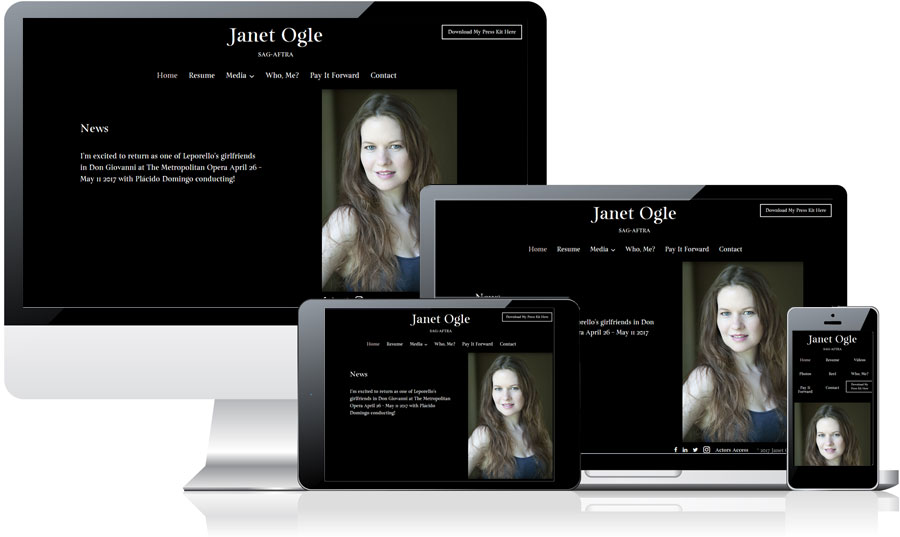 Janet Ogle
SAG-AFTRA
Download My Press Kit Here
Home Resume Media Who, Me? Pay It Forward Contact
News
I'm excited to return as one of Leporello's girlfriends
in Don Giovanni at The Metropolitan Opera April 26 -
May 11 2017 with Plácido Domingo conducting!
Janet Ogle
SAG-AFTRA
Download My Press Kit Here
Home Resume Media Who, Me? Pay It Forward Contact
News
girlfriends in Don
Opera April 26 - May 11 2017
Actors Access
2017 Janet
Janet Ogle
SAG-AFTRA
Download My Press Kit Here
Home Resume Media Who, Me? Pay It Forward Contact
News
I'm excited to return as one of Leporello's
girlfriends in Don Giovanni at The Metropolitan
Opera April 26 - May 11 2017 with Plácido
Domingo conducting!
Janet Ogle
SAG-AFTRA
Home Resume Videos
Photos Reel Who, Me?
Pay It
Forward
Contact
Download My
Press Kit Here